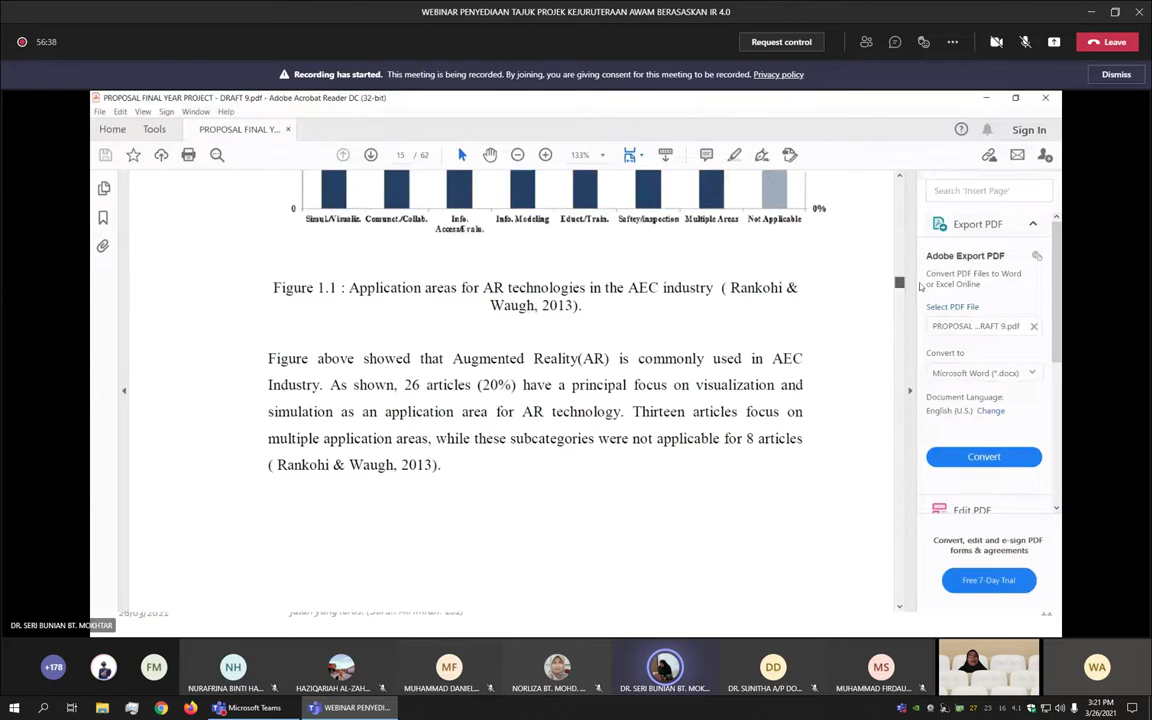 WEBINAR PENYEDIAAN TAJUK PROJEK KEJURUTERAAN AWAM BERASASKAN IR 4.0
56:38
Request control
Leave
Recording has started. This meeting is being recorded. By joining, you are giving consent for this meeting to be recorded. Privacy policy
Dismiss
PROPOSAL FINAL YEAR PROJECT - DRAFT 9.pdf - Adobe Acrobat Reader DC (32-bit)
File Edit View Sign Window Help
Home Tools PROPOSAL FINAL Y... ×
Sign In
15 / 62
133%
Search 'Insert Page'
0 0%
Simul./Visualiz. Comunct./Collab. Info. Access/Evalu. Info. Modeling Educt./Train. Saftey/inspection Multiple Areas Not Applicable
Export PDF
Adobe Export PDF
Convert PDF Files to Word
or Excel Online
Select PDF File
PROPOSAL ...RAFT 9.pdf
Convert to
Microsoft Word (*.docx)
Document Language:
English (U.S.) Change
Convert
Edit PDF
Convert, edit and e-sign PDF
forms & agreements
Free 7-Day Trial
Figure 1.1 : Application areas for AR technologies in the AEC industry ( Rankohi &
Waugh, 2013).
Figure above showed that Augmented Reality(AR) is commonly used in AEC
Industry. As shown, 26 articles (20%) have a principal focus on visualization and
simulation as an application area for AR technology. Thirteen articles focus on
multiple application areas, while these subcategories were not applicable for 8 articles
( Rankohi & Waugh, 2013).
26/03/2021
11
DR. SERI BUNIAN BT. MOKHTAR
+178
FM
NH
MF
DD
MS
WA
NURAFRINA BINTI HA...
HAZIQARIAH AL-ZAH...
MUHAMMAD DANIEL...
NORLIZA BT. MOHD. ...
DR. SERI BUNIAN BT. MOK...
DR. SUNITHA A/P DO...
MUHAMMAD FIRDAU...
Microsoft Teams
WEBINAR PENYEDI...
27 23 16 4.1
3:21 PM
3/26/2021